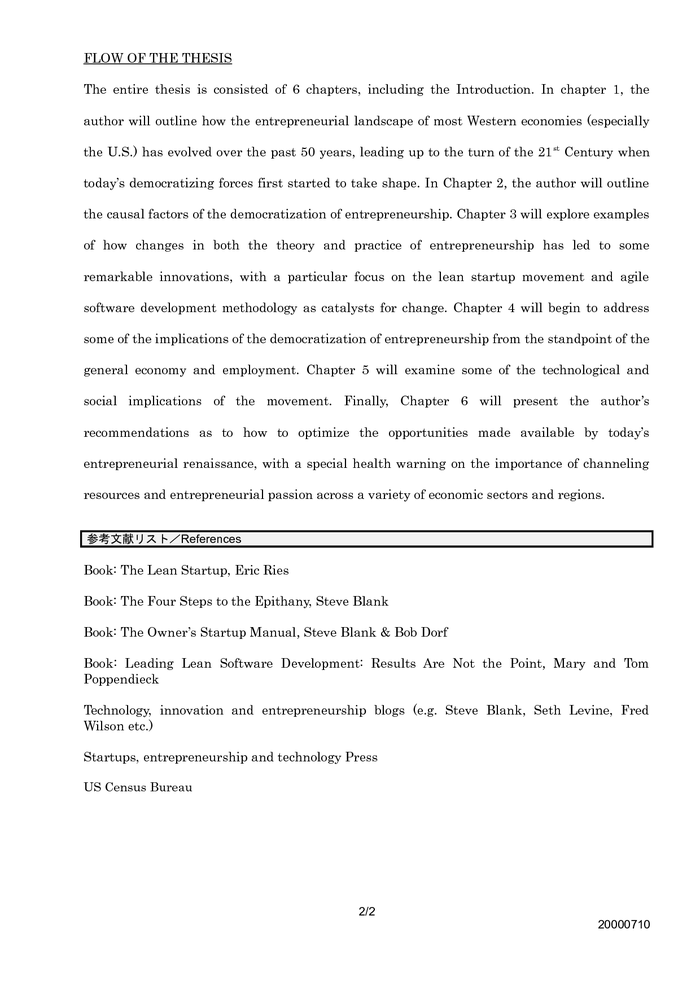 FLOW OF THE THESIS
The entire thesis is consisted of 6 chapters, including the Introduction. In chapter 1, the
author will outline how the entrepreneurial landscape of most Western economies (especially
the U.S.) has evolved over the past 50 years, leading up to the turn of the 21st Century when
today's democratizing forces first started to take shape. In Chapter 2, the author will outline
the causal factors of the democratization of entrepreneurship. Chapter 3 will explore examples
of how changes in both the theory and practice of entrepreneurship has led to some
remarkable innovations, with a particular focus on the lean startup movement and agile
software development methodology as catalysts for change. Chapter 4 will begin to address
some of the implications of the democratization of entrepreneurship from the standpoint of the
general economy and employment. Chapter 5 will examine some of the technological and
social implications of the movement. Finally, Chapter 6 will present the author's
recommendations as to how to optimize the opportunities made available by today's
entrepreneurial renaissance, with a special health warning on the importance of channeling
resources and entrepreneurial passion across a variety of economic sectors and regions.
参考文献リスト／References
Book: The Lean Startup, Eric Ries
Book: The Four Steps to the Epithany, Steve Blank
Book: The Owner's Startup Manual, Steve Blank & Bob Dorf
Book: Leading Lean Software Development: Results Are Not the Point, Mary and Tom
Poppendieck
Technology, innovation and entrepreneurship blogs (e.g. Steve Blank, Seth Levine, Fred
Wilson etc.)
Startups, entrepreneurship and technology Press
US Census Bureau
2/2
20000710